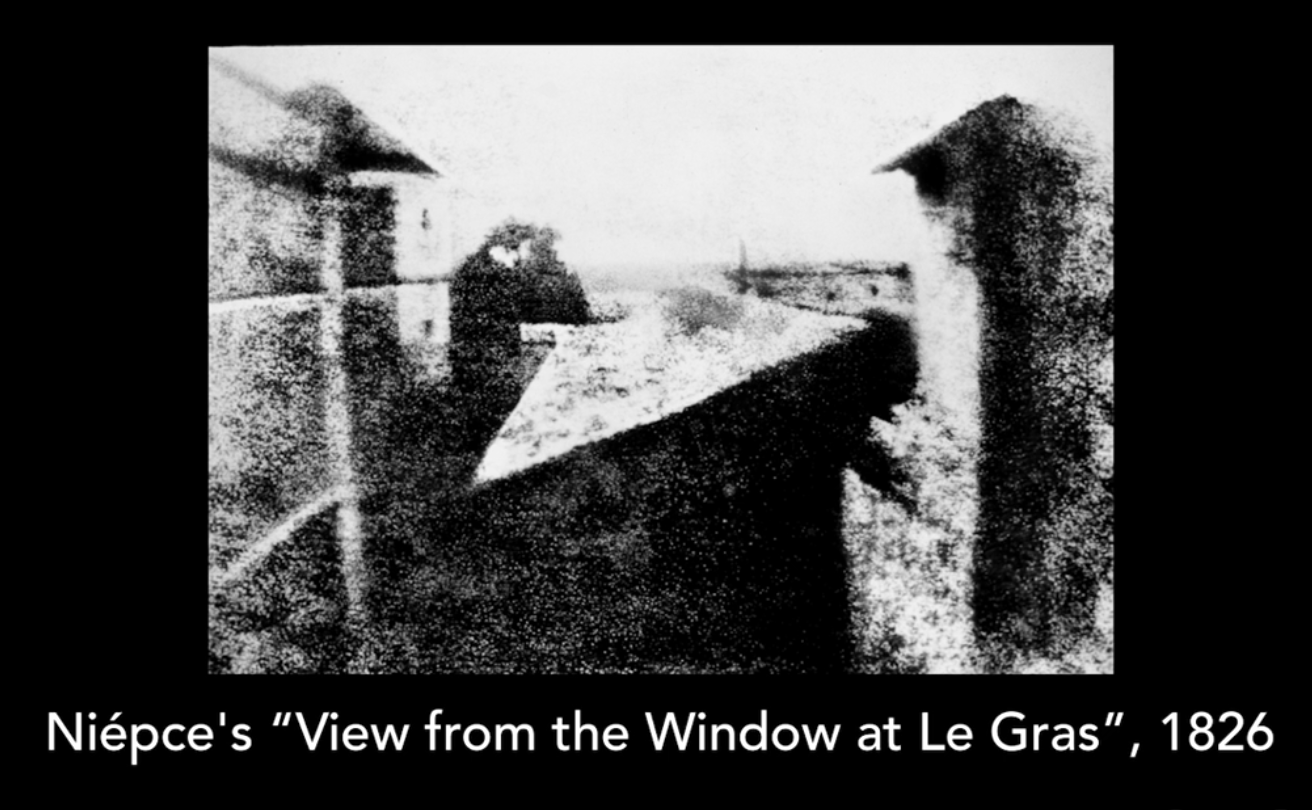 Niépce's “View from the Window at Le Gras”, 1826